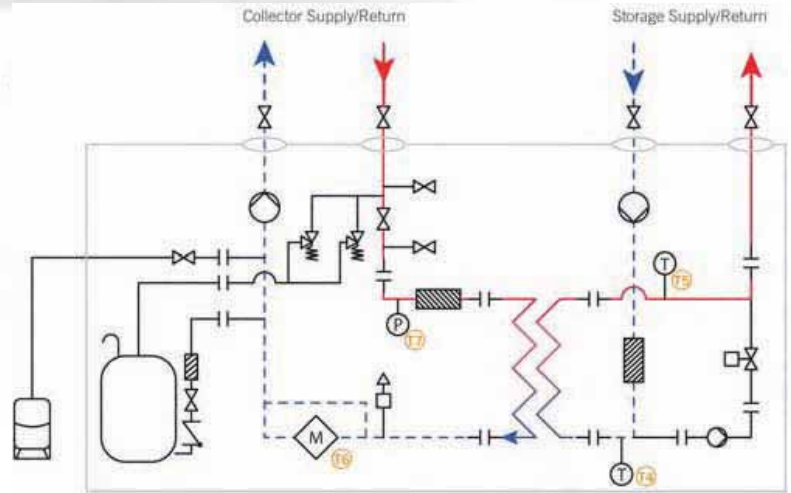 Collector Supply/Return
Storage Supply/Return
T
T5
P
T7
M
T6
T
T4